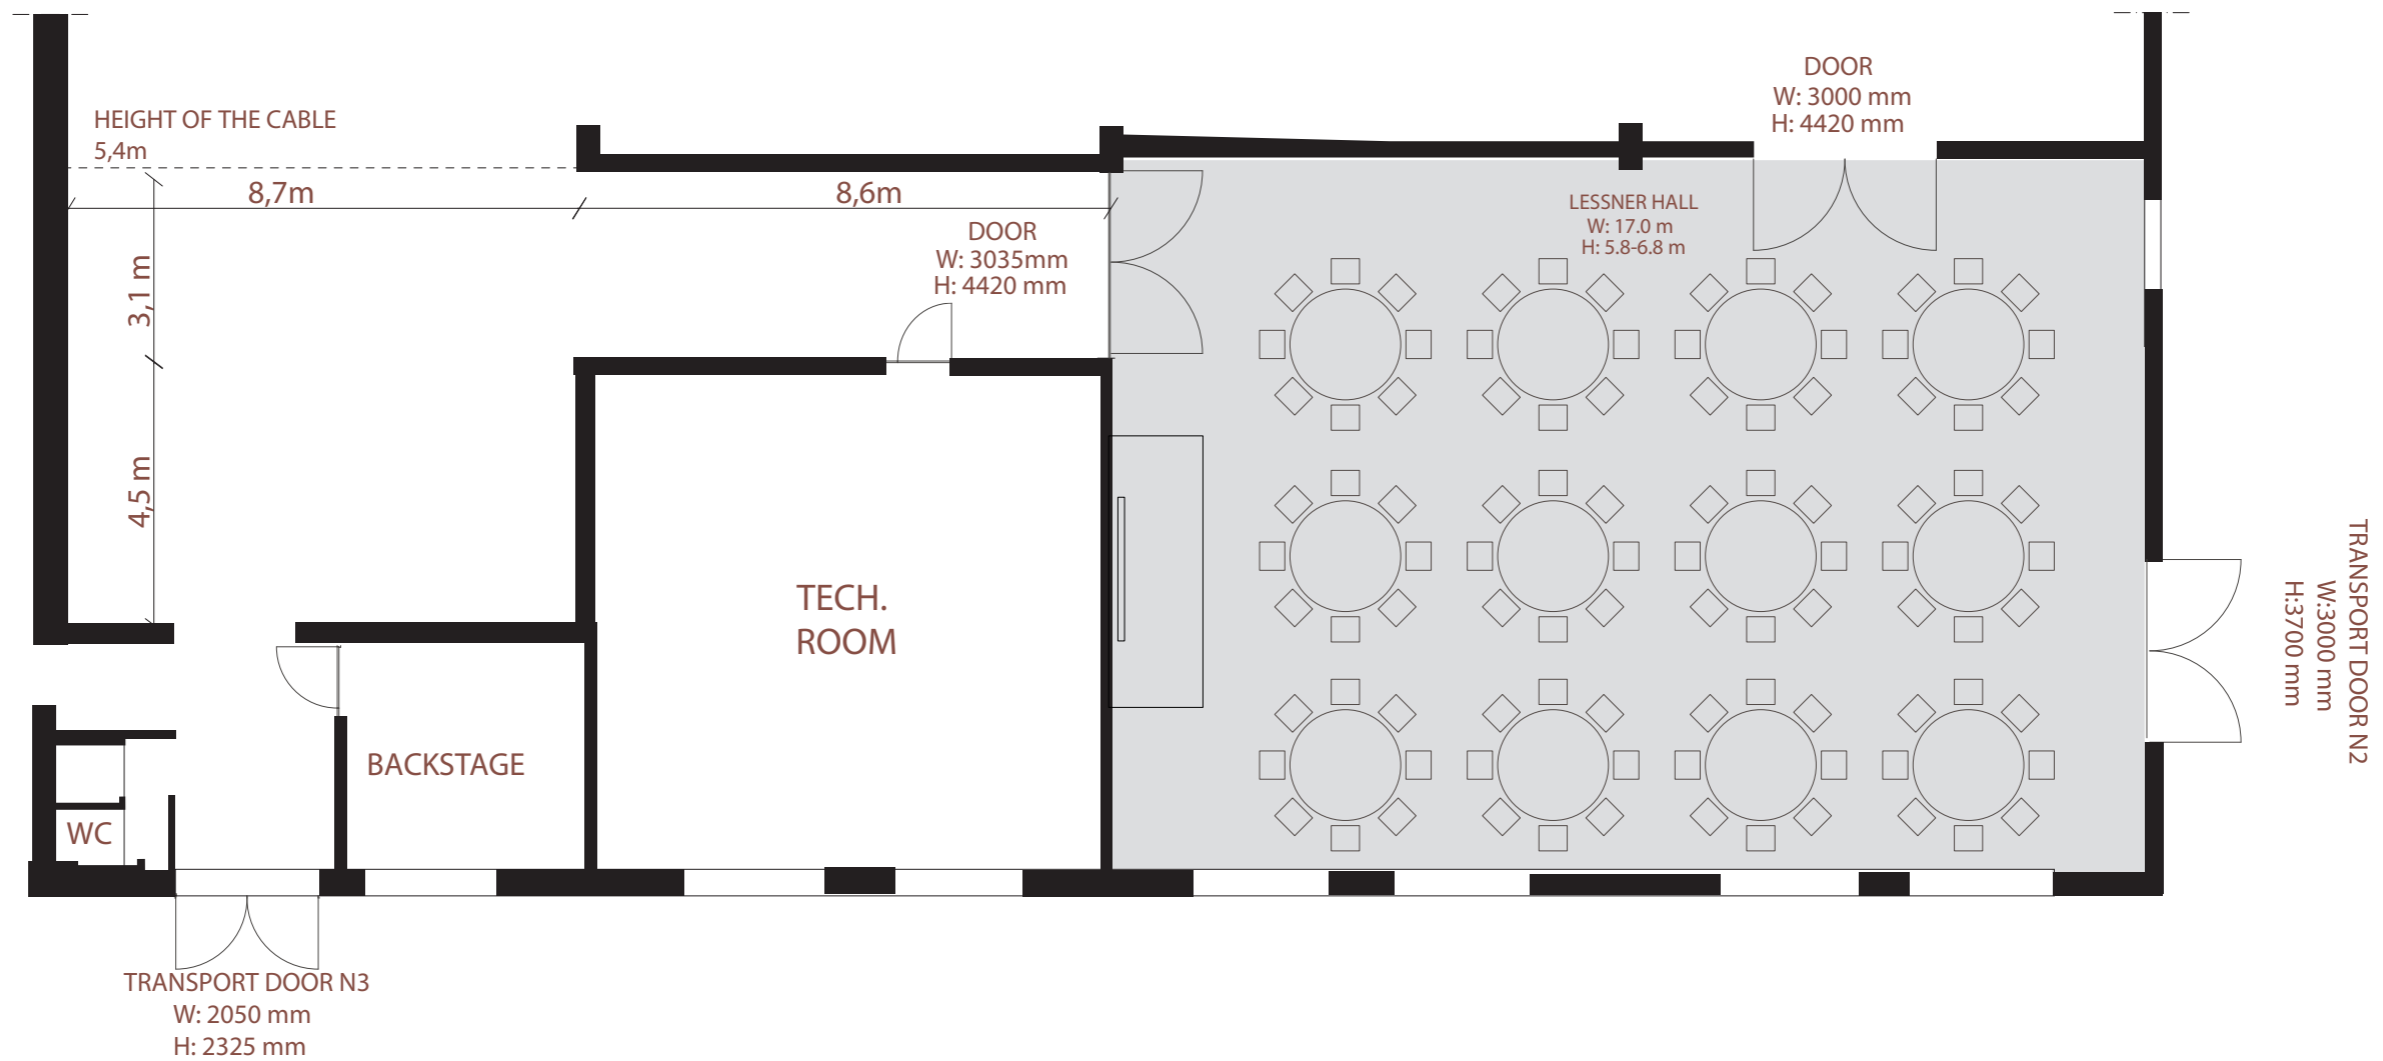 HEIGHT OF THE CABLE
5,4m
8,7m
8,6m
3,1 m
4,5 m
DOOR
W: 3035mm
H: 4420 mm
DOOR
W: 3000 mm
H: 4420 mm
LESSNER HALL
W: 17.0 m
H: 5.8-6.8 m
TECH.
ROOM
BACKSTAGE
WC
TRANSPORT DOOR N2
W:3000 mm
H:3700 mm
TRANSPORT DOOR N3
W: 2050 mm
H: 2325 mm